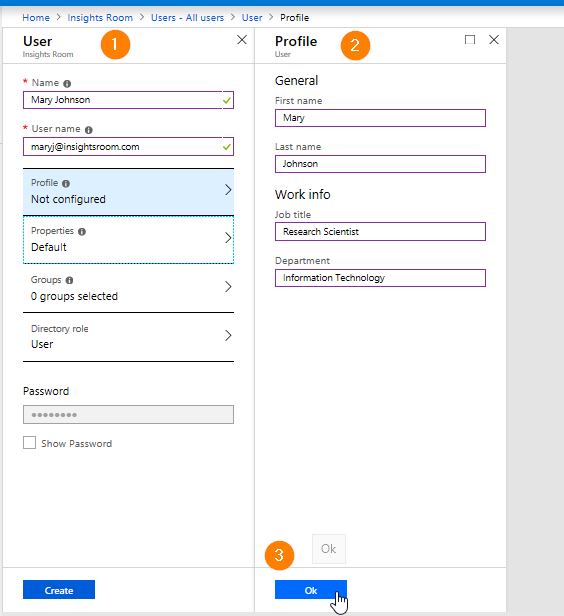 Home > Insights Room > Users - All users > User > Profile
User
Insights Room
1
* Name
Mary Johnson
* User name
maryj@insightsroom.com
Profile
Not configured
Properties
Default
Groups
0 groups selected
Directory role
User
Password
Show Password
Create
Profile
User
2
General
First name
Mary
Last name
Johnson
Work info
Job title
Research Scientist
Department
Information Technology
Ok
3
Ok